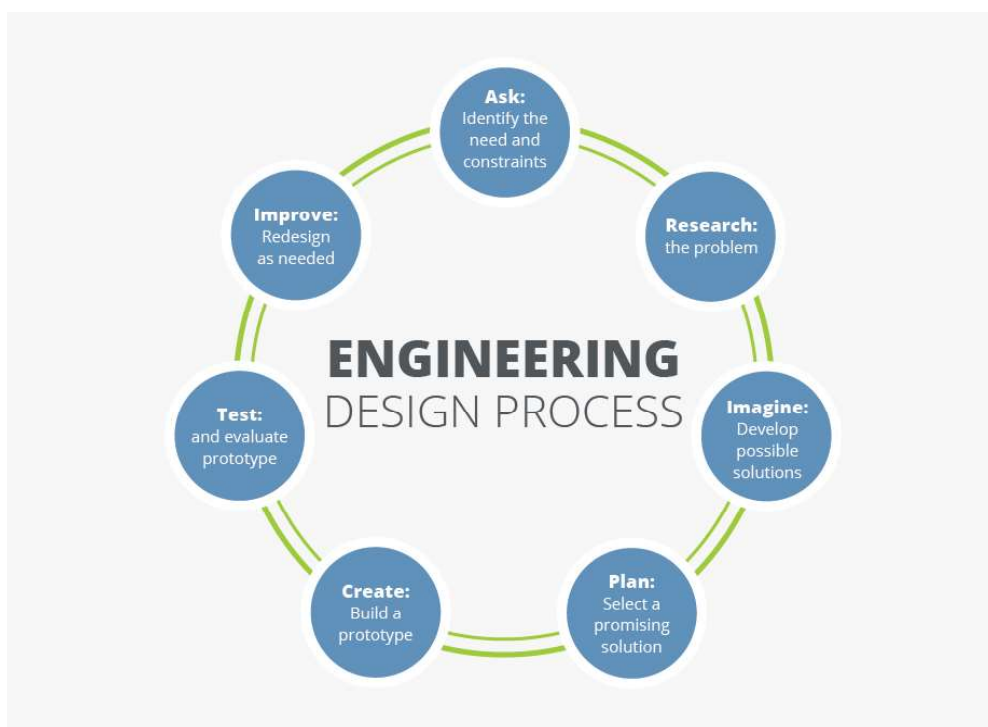 Ask:
Identify the
need and
constraints
Research:
the problem
Imagine:
Develop
possible
solutions
Plan:
Select a
promising
solution
Create:
Build a
prototype
Test:
and evaluate
prototype
Improve:
Redesign
as needed
ENGINEERING
DESIGN PROCESS